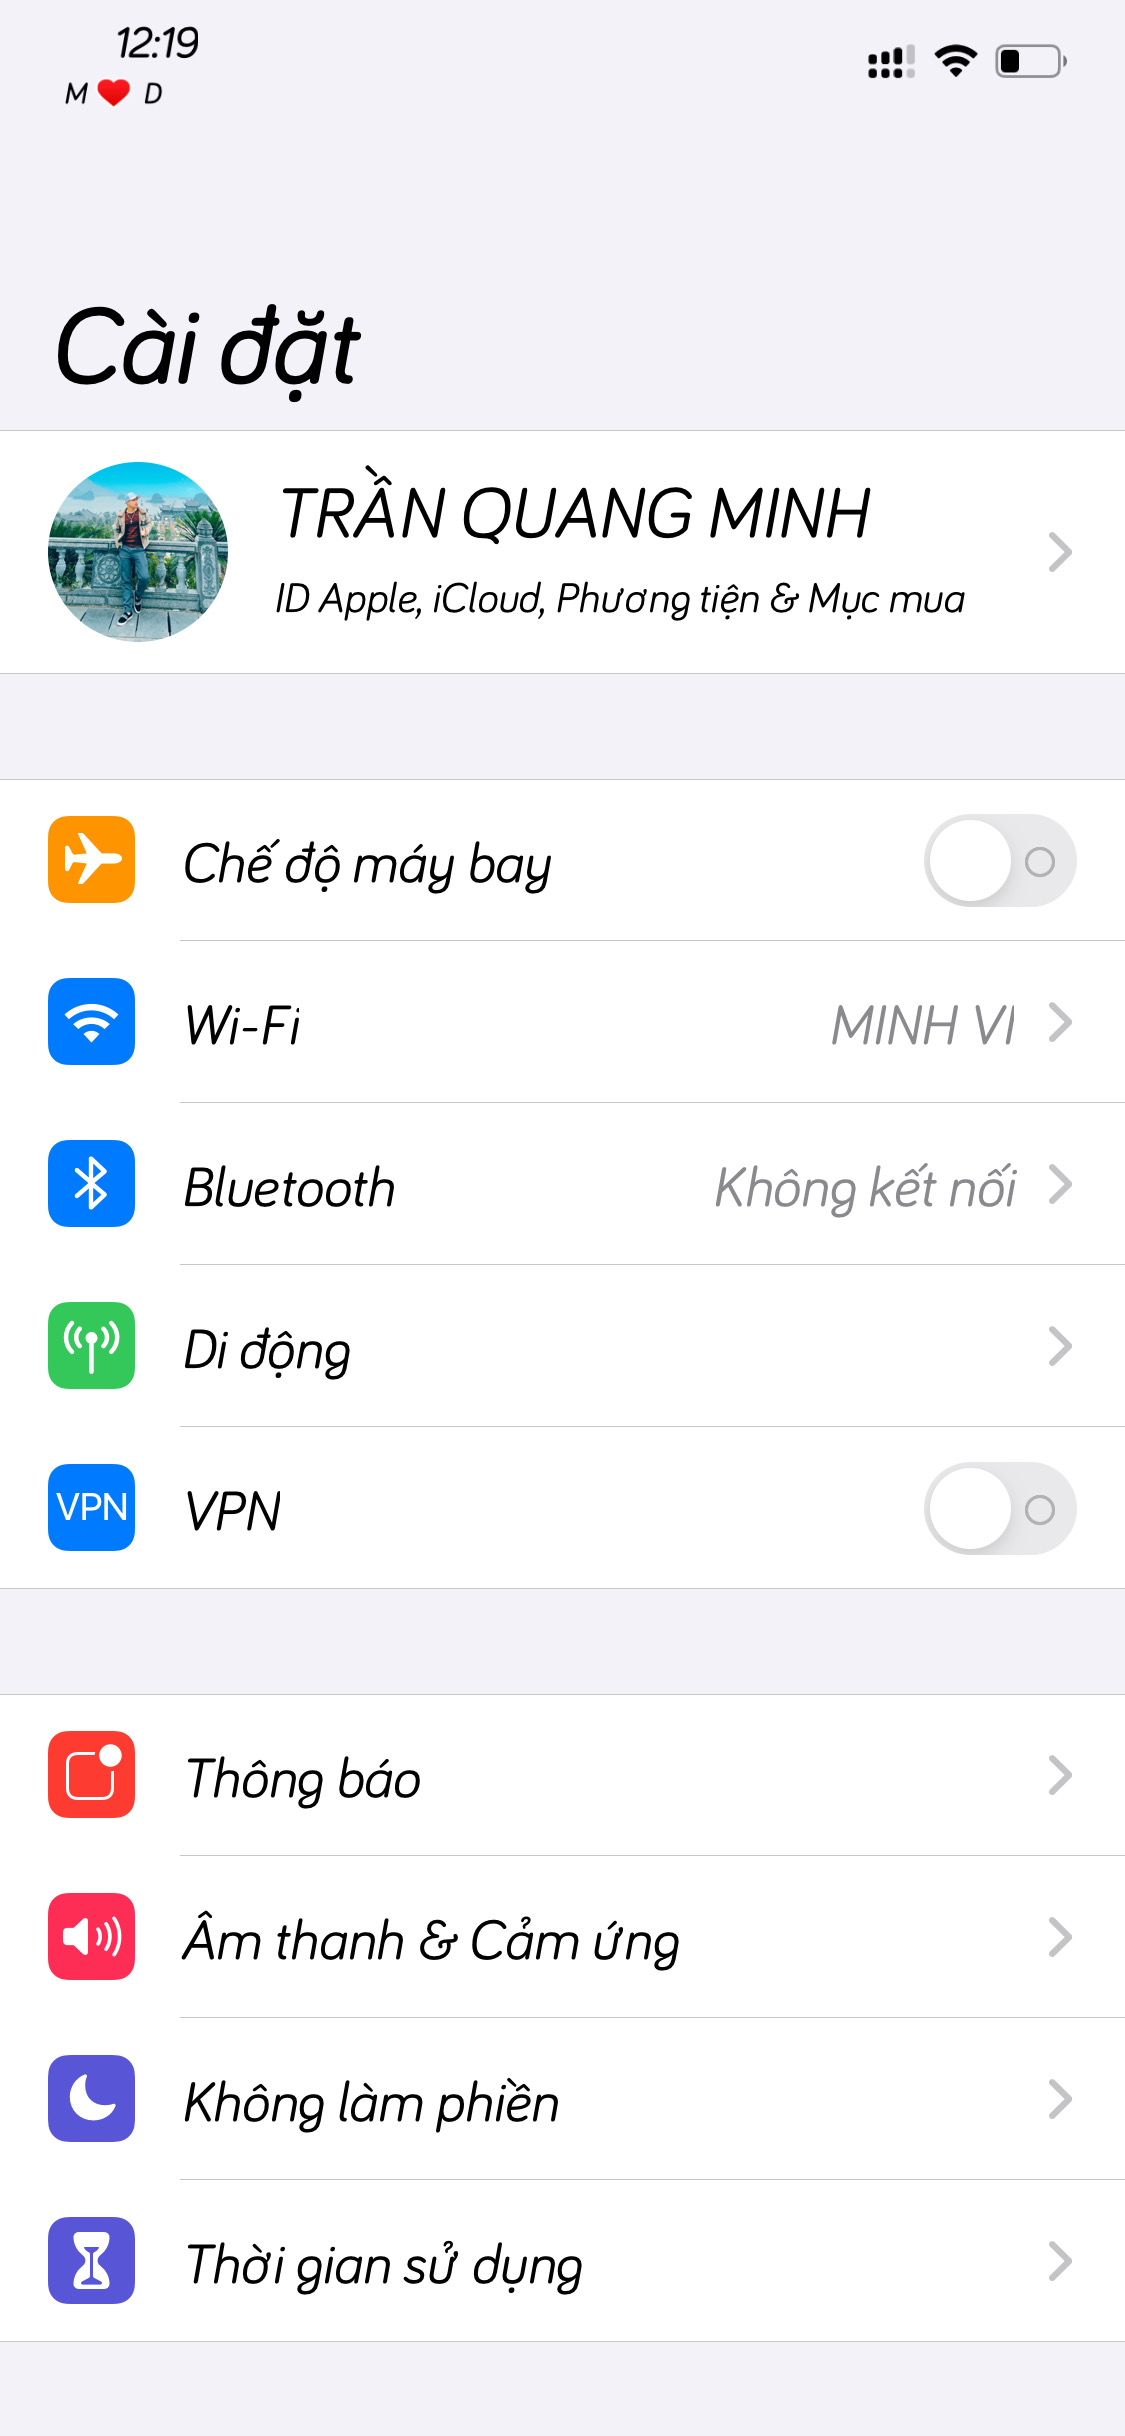 12:19
M ❤️ D
Cài đặt
TRẦN QUANG MINH
ID Apple, iCloud, Phương tiện & Mục mua
Chế độ máy bay
Wi-Fi MINH VI
Bluetooth Không kết nối
Di động
VPN VPN
Thông báo
Âm thanh & Cảm ứng
Không làm phiền
Thời gian sử dụng